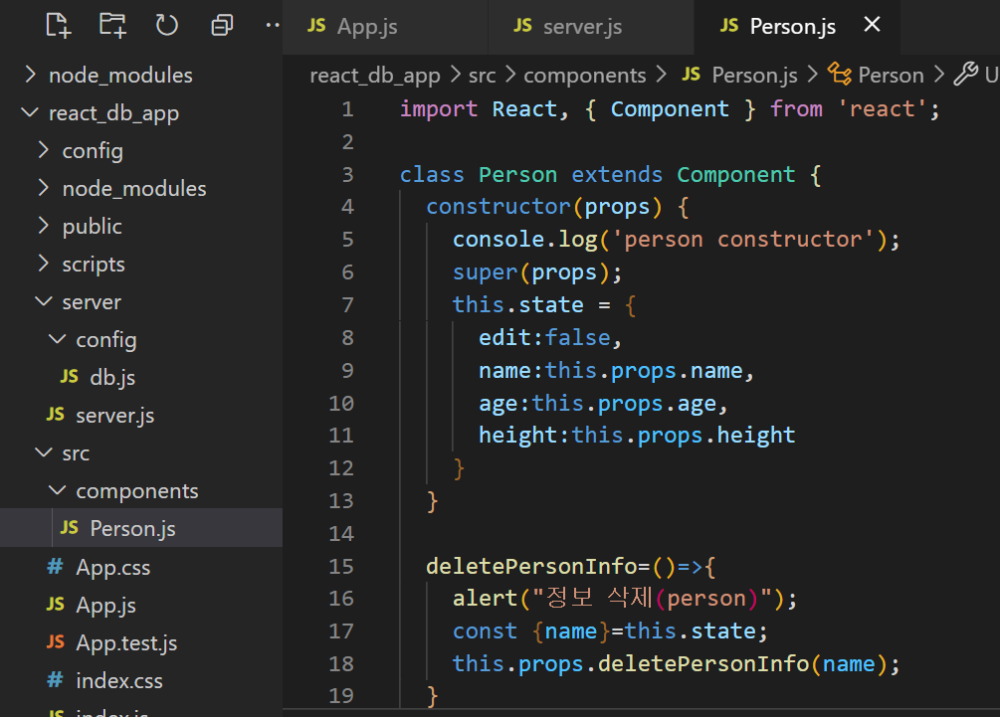 App.js
server.js
Person.js
react_db_app > src > components > JS Person.js > Person > U
node_modules
react_db_app
config
node_modules
public
scripts
server
config
JS db.js
JS server.js
src
components
JS Person.js
# App.css
JS App.js
JS App.test.js
# index.css
JS index.js
1 import React, { Component } from 'react';
2
3 class Person extends Component {
4 constructor(props) {
5 console.log('person constructor');
6 super(props);
7 this.state = {
8 edit:false,
9 name:this.props.name,
10 age:this.props.age,
11 height:this.props.height
12 }
13 }
14
15 deletePersonInfo=()=>{
16 alert("정보 삭제(person)");
17 const {name}=this.state;
18 this.props.deletePersonInfo(name);
19 }